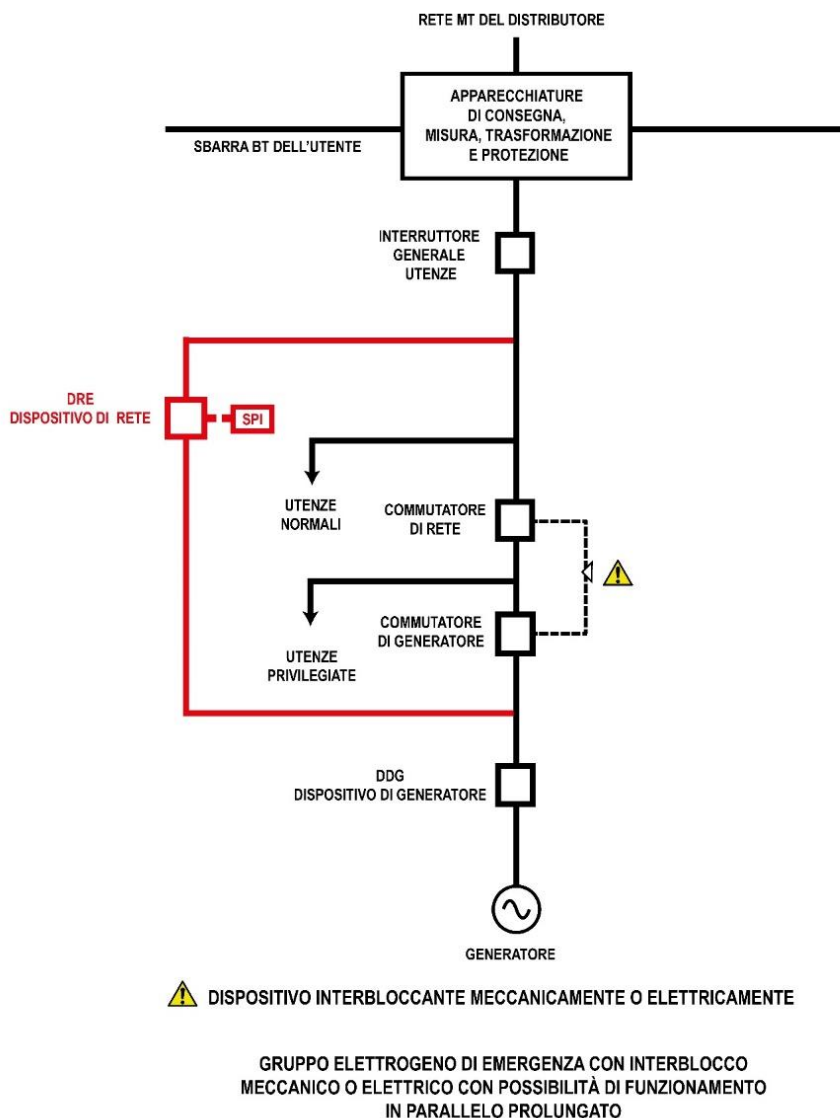 RETE MT DEL DISTRIBUTORE
APPARECCHIATURE
DI CONSEGNA,
MISURA, TRASFORMAZIONE
E PROTEZIONE
SBARRA BT DELL'UTENTE
INTERRUTTORE
GENERALE
UTENZE
DRE
DISPOSITIVO DI RETE
SPI
UTENZE
NORMALI
COMMUTATORE
DI RETE
COMMUTATORE
DI GENERATORE
UTENZE
PRIVILEGIATE
DDG
DISPOSITIVO DI GENERATORE
GENERATORE
DISPOSITIVO INTERBLOCCANTE MECCANICAMENTE O ELETTRICAMENTE
GRUPPO ELETTROGENO DI EMERGENZA CON INTERBLOCCO
MECCANICO O ELETTRICO CON POSSIBILITÀ DI FUNZIONAMENTO
IN PARALLELO PROLUNGATO